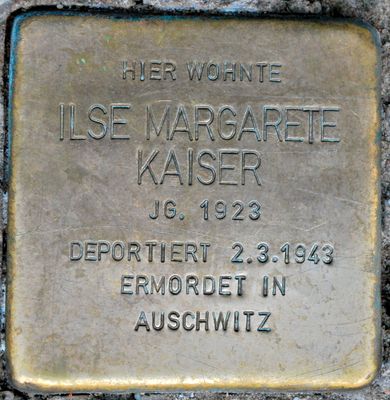 HIER WOHNTE
ILSE MARGARETE
KAISER
JG. 1923
DEPORTIERT 2.3.1943
ERMORDET IN
AUSCHWITZ